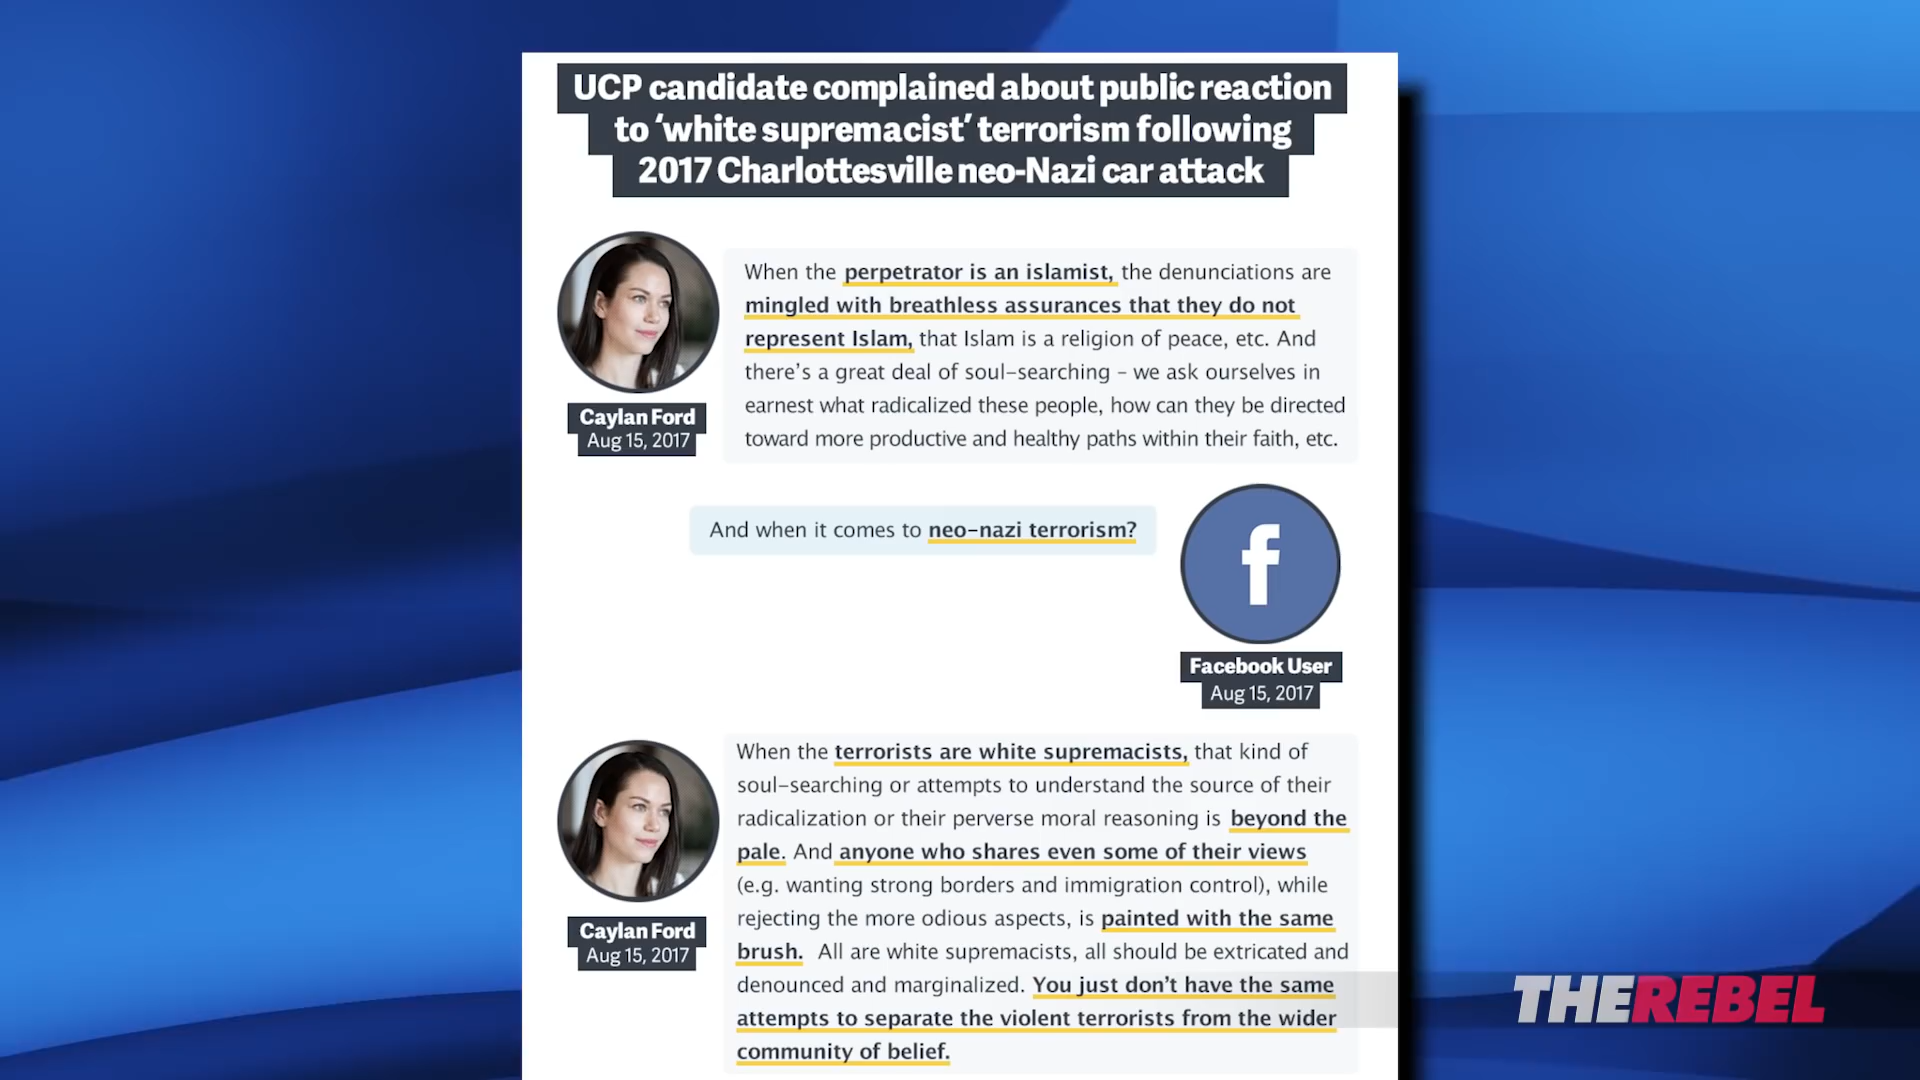 UCP candidate complained about public reaction
to ‘white supremacist’ terrorism following
2017 Charlottesville neo-Nazi car attack
When the perpetrator is an islamist, the denunciations are
mingled with breathless assurances that they do not
represent Islam, that Islam is a religion of peace, etc. And
there’s a great deal of soul–searching – we ask ourselves in
earnest what radicalized these people, how can they be directed
toward more productive and healthy paths within their faith, etc.
Caylan Ford
Aug 15, 2017
And when it comes to neo–nazi terrorism?
f
Facebook User
Aug 15, 2017
When the terrorists are white supremacists, that kind of
soul–searching or attempts to understand the source of their
radicalization or their perverse moral reasoning is beyond the
pale. And anyone who shares even some of their views
(e.g. wanting strong borders and immigration control), while
rejecting the more odious aspects, is painted with the same
brush. All are white supremacists, all should be extricated and
denounced and marginalized. You just don’t have the same
attempts to separate the violent terrorists from the wider
community of belief.
Caylan Ford
Aug 15, 2017
THEREBEL